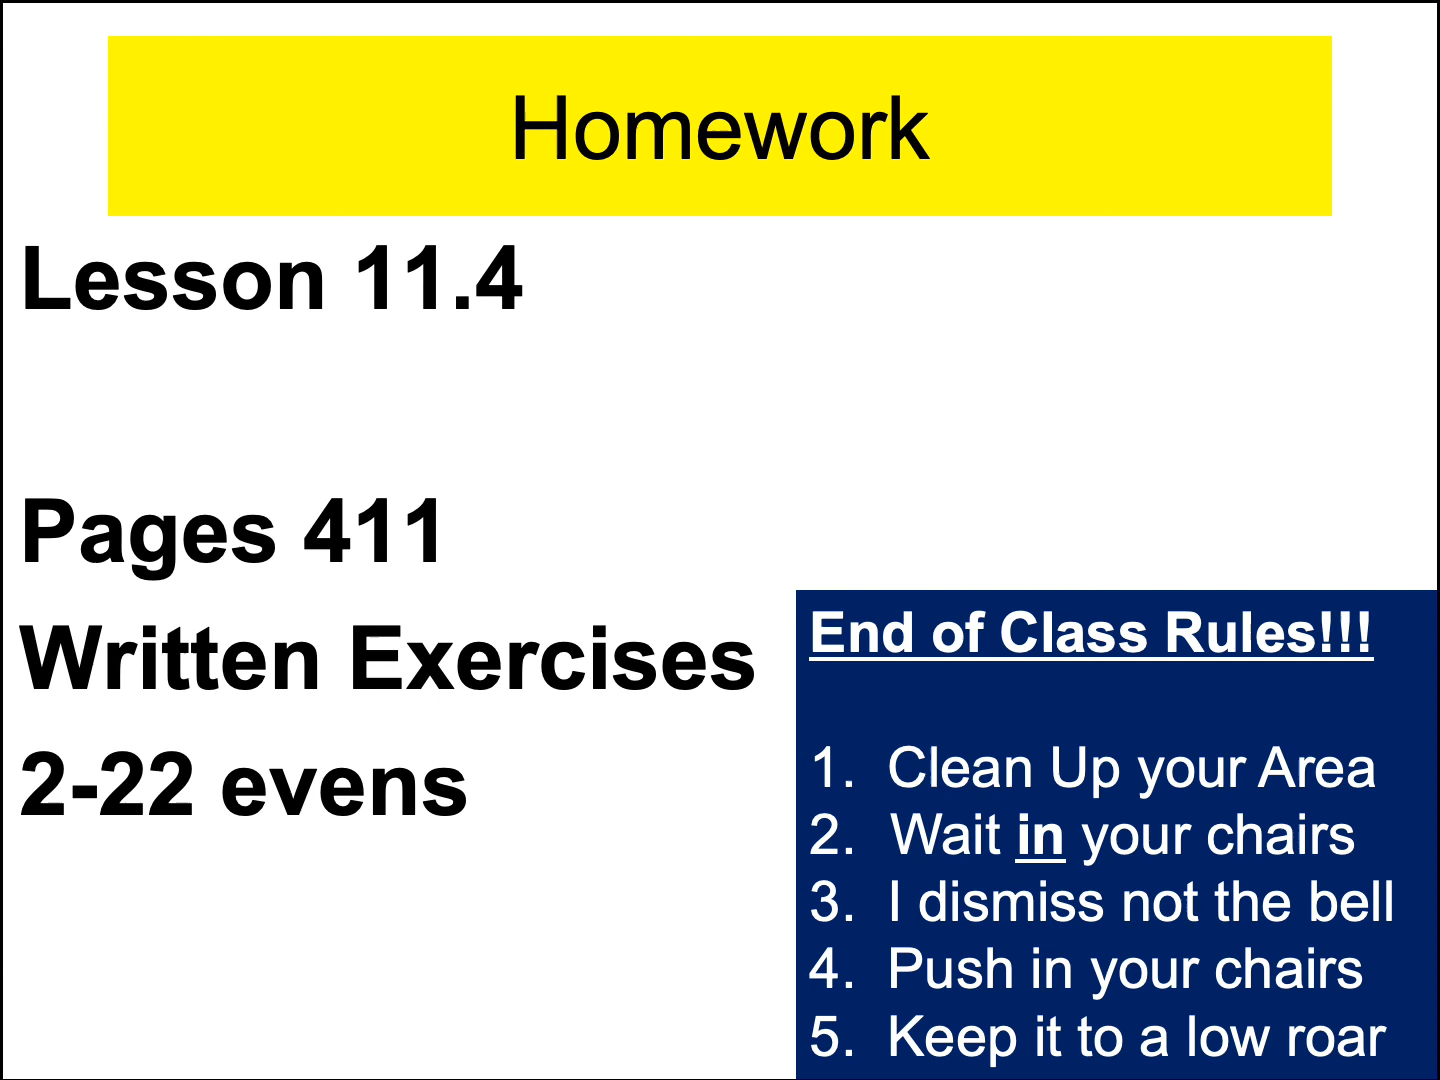 Homework
Lesson 11.4
Pages 411
Written Exercises
2-22 evens
End of Class Rules!!!
1. Clean Up your Area
2. Wait in your chairs
3. I dismiss not the bell
4. Push in your chairs
5. Keep it to a low roar